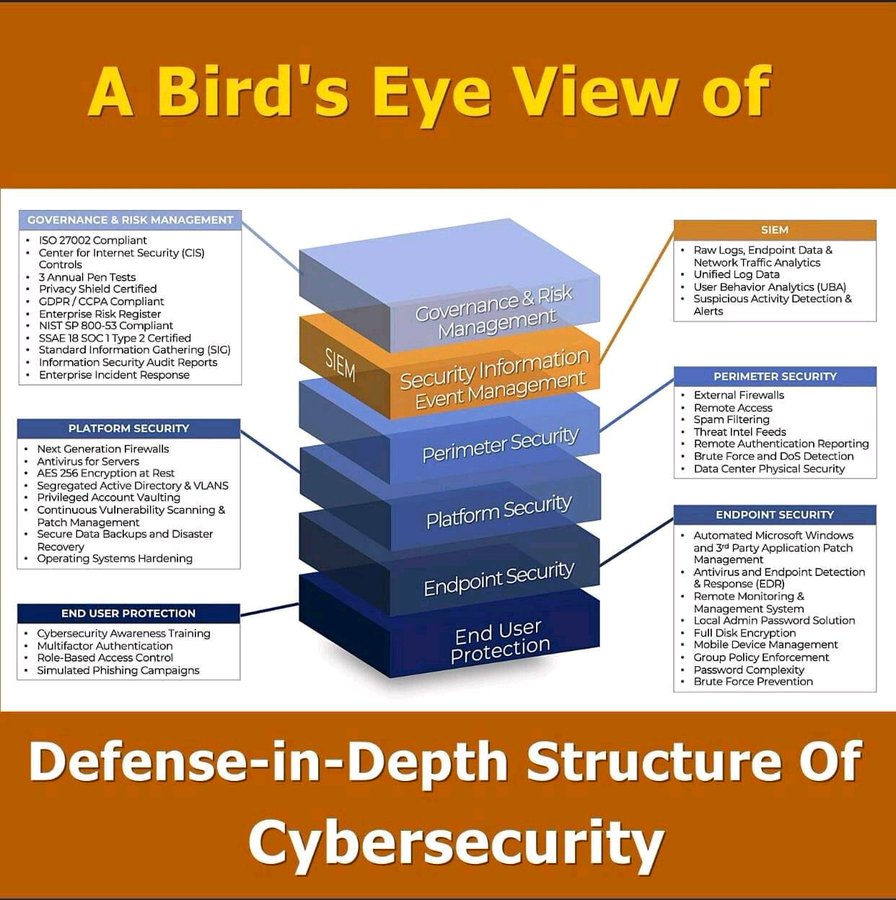 A Bird's Eye View of
GOVERNANCE & RISK MANAGEMENT
• ISO 27002 Compliant
• Center for Internet Security (CIS)
Controls
• 3 Annual Pen Tests
• Privacy Shield Certified
• GDPR / CCPA Compliant
• Enterprise Risk Register
• NIST SP 800-53 Compliant
• SSAE 18 SOC 1 Type 2 Certified
• Standard Information Gathering (SIG)
• Information Security Audit Reports
• Enterprise Incident Response
PLATFORM SECURITY
• Next Generation Firewalls
• Antivirus for Servers
• AES 256 Encryption at Rest
• Segregated Active Directory & VLANS
• Privileged Account Vaulting
• Continuous Vulnerability Scanning &
Patch Management
• Secure Data Backups and Disaster
Recovery
• Operating Systems Hardening
END USER PROTECTION
• Cybersecurity Awareness Training
• Multifactor Authentication
• Role-Based Access Control
• Simulated Phishing Campaigns
Governance & Risk
Management
SIEM
Security Information
Event Management
Perimeter Security
Platform Security
Endpoint Security
End User
Protection
SIEM
• Raw Logs, Endpoint Data &
Network Traffic Analytics
• Unified Log Data
• User Behavior Analytics (UBA)
• Suspicious Activity Detection &
Alerts
PERIMETER SECURITY
• External Firewalls
• Remote Access
• Spam Filtering
• Threat Intel Feeds
• Remote Authentication Reporting
• Brute Force and DoS Detection
• Data Center Physical Security
ENDPOINT SECURITY
• Automated Microsoft Windows
and 3rd Party Application Patch
Management
• Antivirus and Endpoint Detection
& Response (EDR)
• Remote Monitoring &
Management System
• Local Admin Password Solution
• Full Disk Encryption
• Mobile Device Management
• Group Policy Enforcement
• Password Complexity
• Brute Force Prevention
Defense-in-Depth Structure Of
Cybersecurity